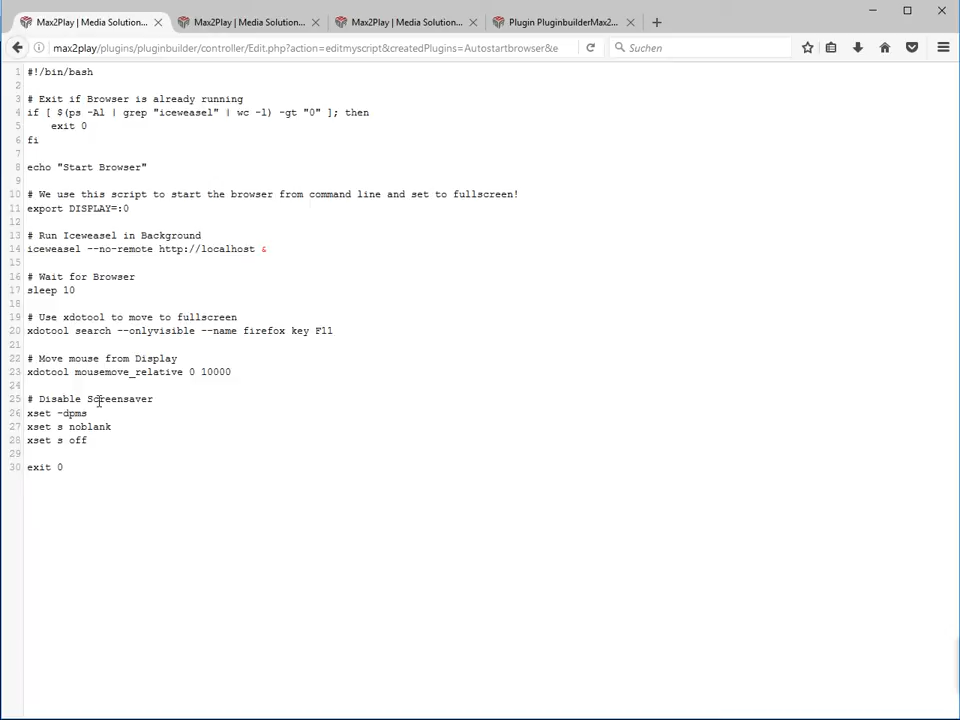 Max2Play | Media Solution...
Max2Play | Media Solution...
Max2Play | Media Solution...
Plugin PluginbuilderMax2...
max2play/plugins/pluginbuilder/controller/Edit.php?action=editmyscript&createdPlugins=Autostartbrowser&e
Suchen
1 #!/bin/bash
2
3 # Exit if Browser is already running
4 if [ $(ps -Al | grep "iceweasel" | wc -l) -gt "0" ]; then
5 exit 0
6 fi
7
8 echo "Start Browser"
9
10 # We use this script to start the browser from command line and set to fullscreen!
11 export DISPLAY=:0
12
13 # Run Iceweasel in Background
14 iceweasel --no-remote http://localhost &
15
16 # Wait for Browser
17 sleep 10
18
19 # Use xdotool to move to fullscreen
20 xdotool search --onlyvisible --name firefox key F11
21
22 # Move mouse from Display
23 xdotool mousemove_relative 0 10000
24
25 # Disable Screensaver
26 xset -dpms
27 xset s noblank
28 xset s off
29
30 exit 0